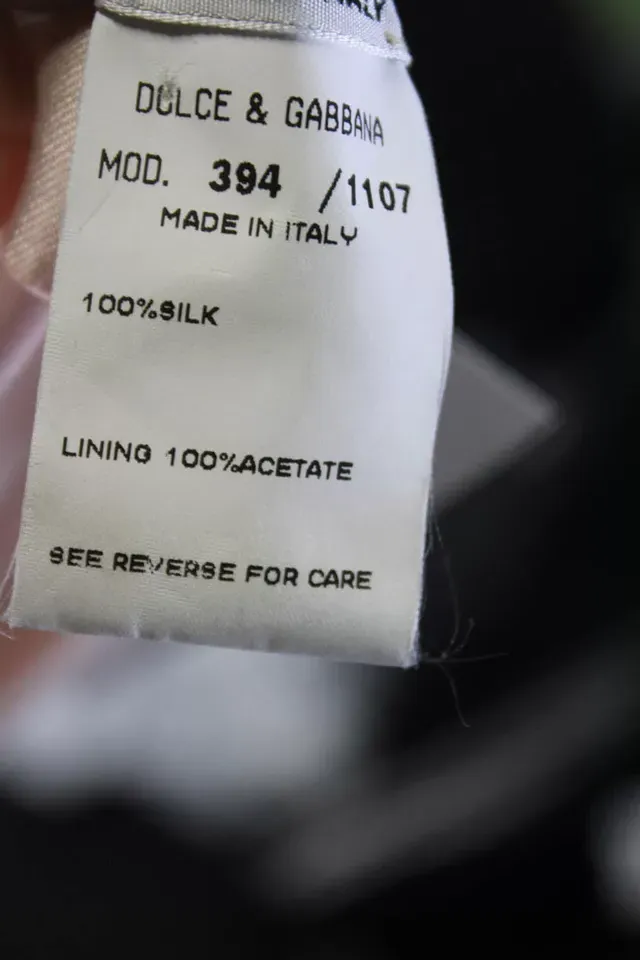 DOLCE & GABBANA
MOD. 394 /1107
MADE IN ITALY
100%SILK
LINING 100%ACETATE
SEE REVERSE FOR CARE